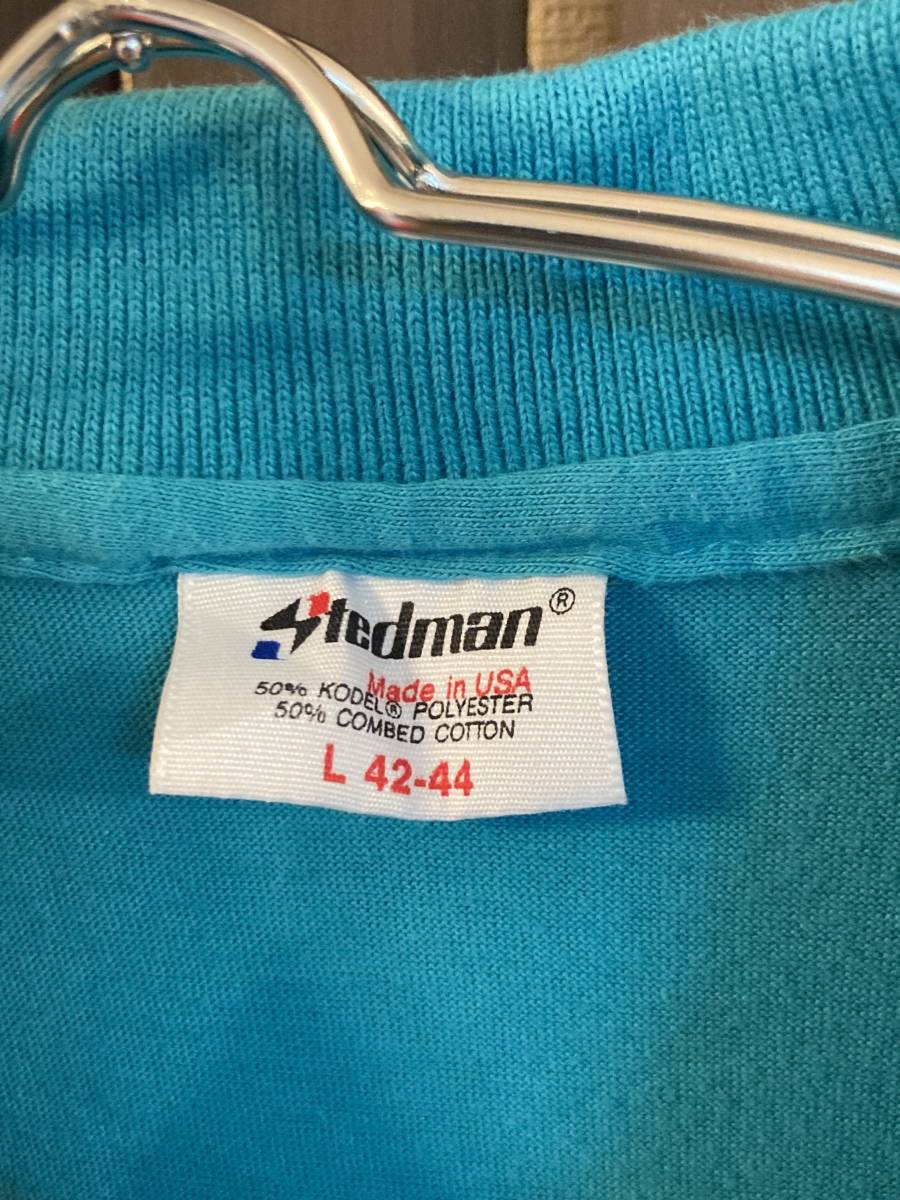 Stedman®
Made in USA
50% KODEL® POLYESTER
50% COMBED COTTON
L 42-44